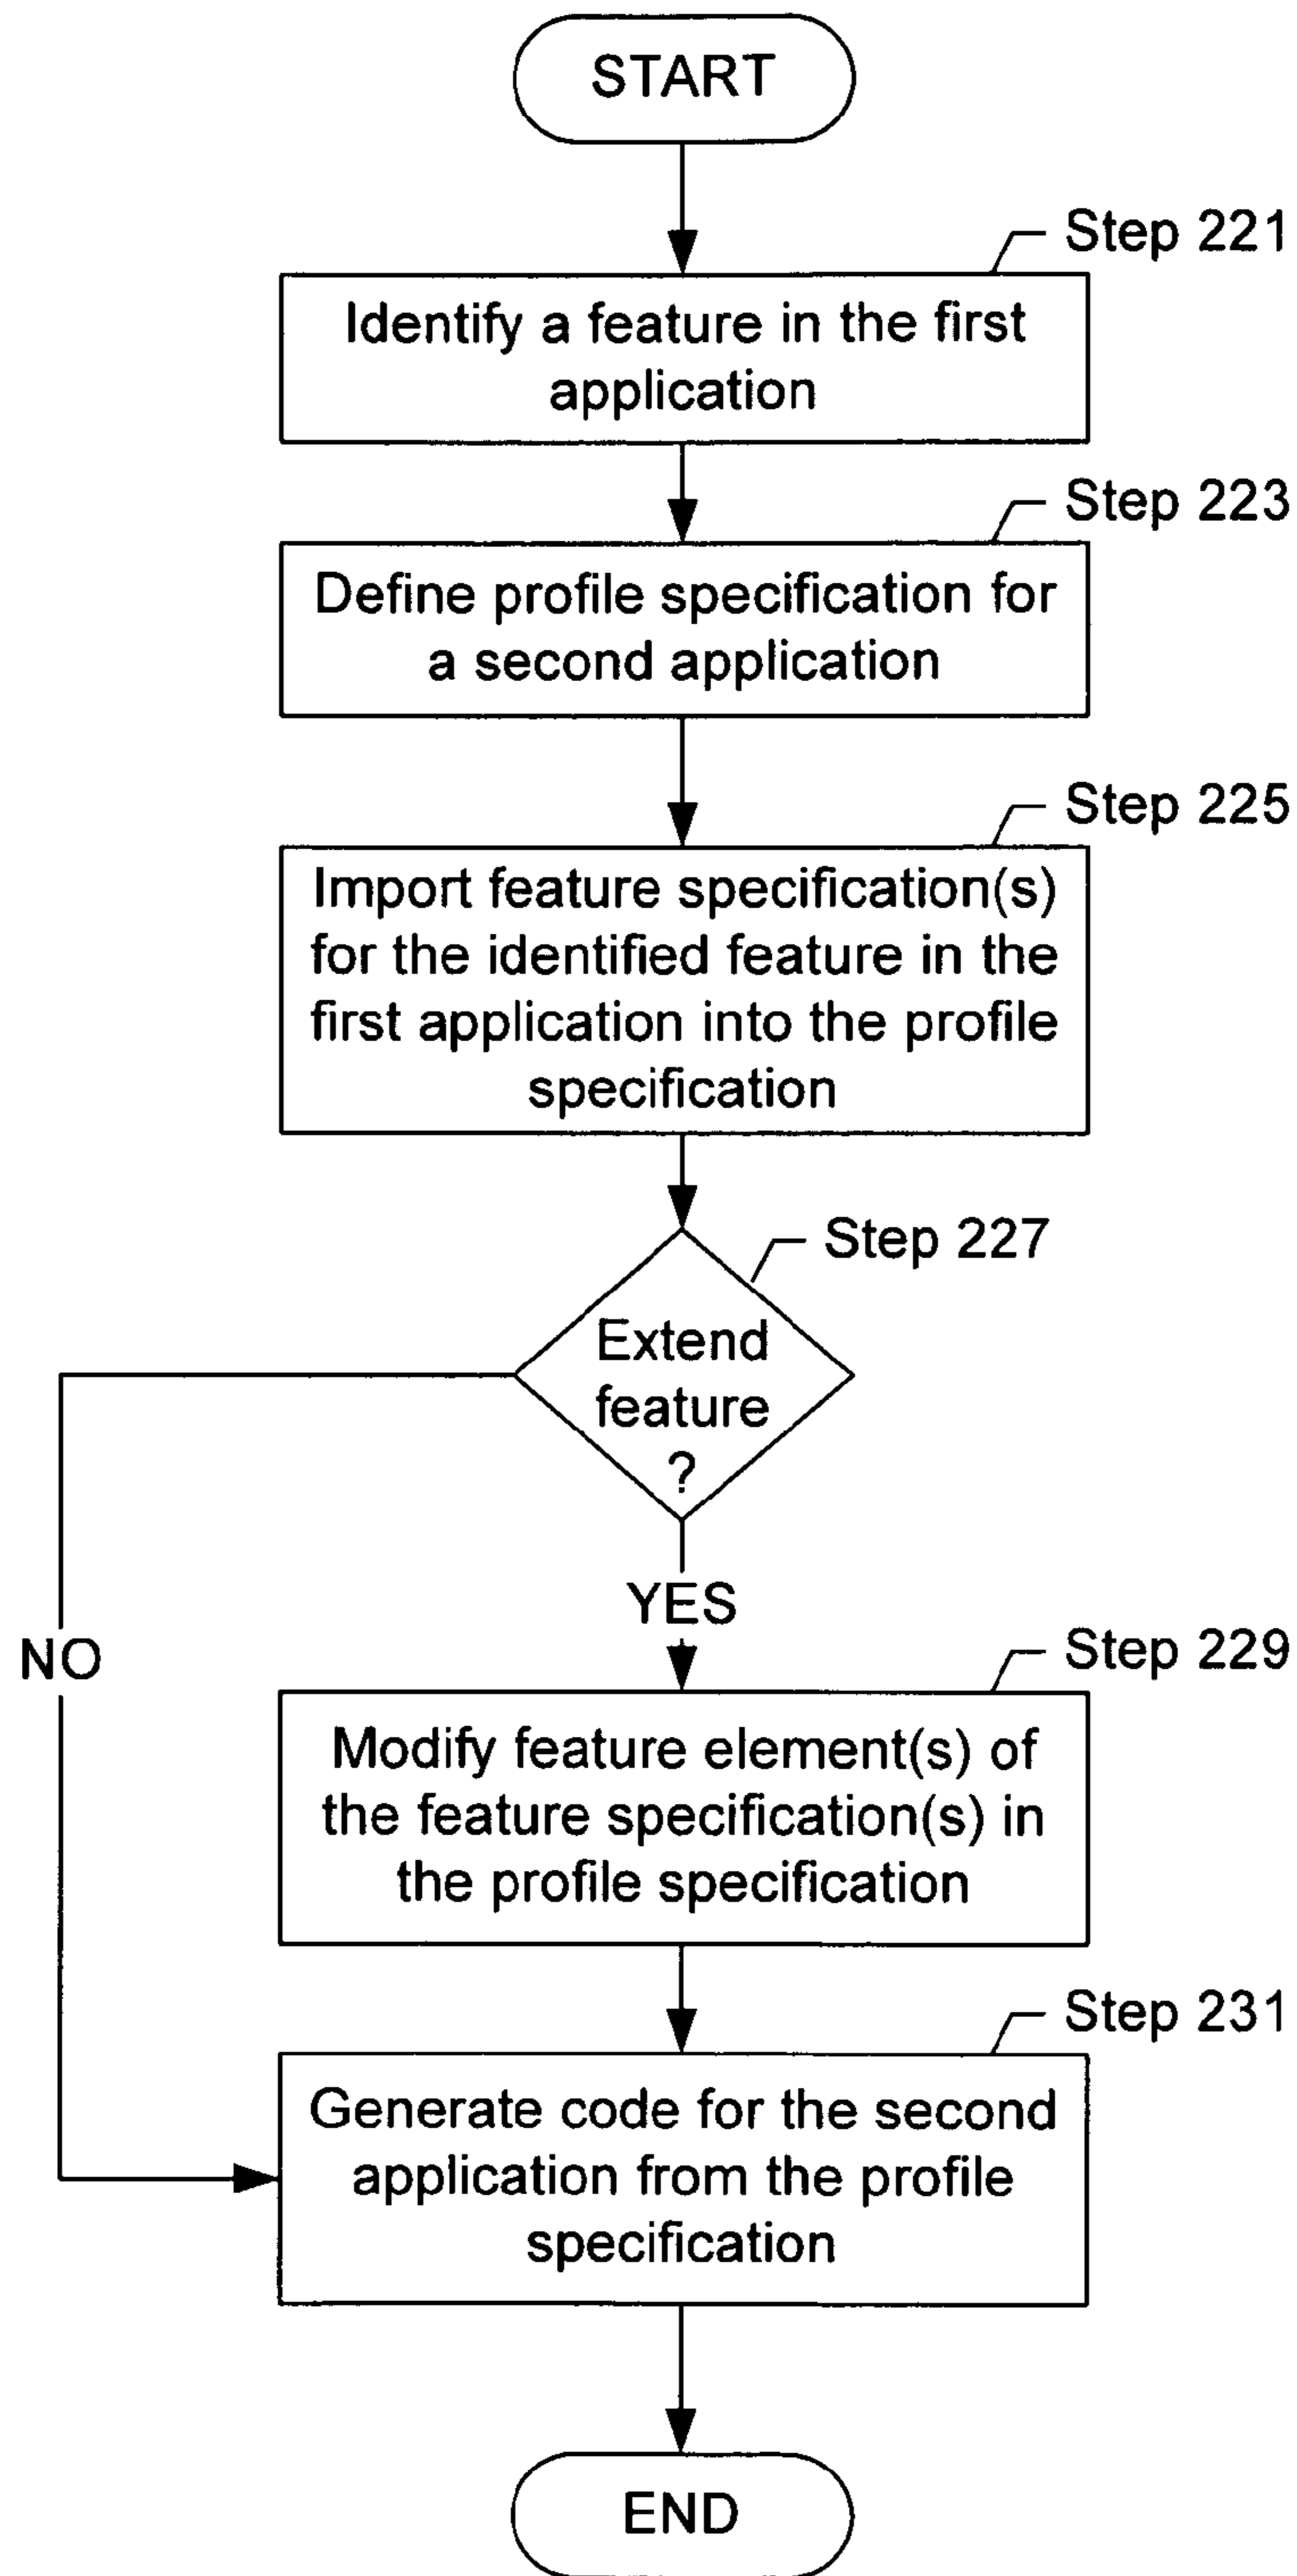 START
Step 221
Identify a feature in the first
application
Step 223
Define profile specification for
a second application
Step 225
Import feature specification(s)
for the identified feature in the
first application into the profile
specification
Step 227
Extend
feature
?
YES
NO
Step 229
Modify feature element(s) of
the feature specification(s) in
the profile specification
Step 231
Generate code for the second
application from the profile
specification
END